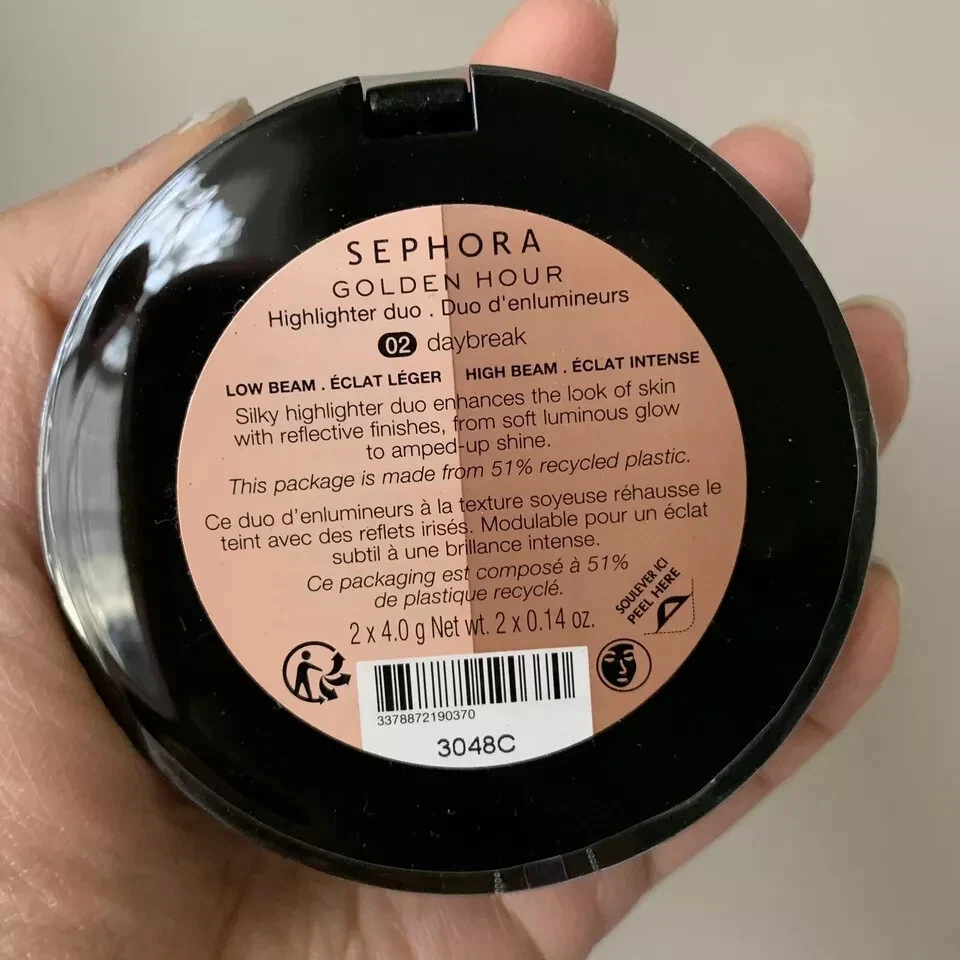 SEPHORA
GOLDEN HOUR
Highlighter duo . Duo d'enlumineurs
02 daybreak
LOW BEAM . ÉCLAT LÉGER HIGH BEAM . ÉCLAT INTENSE
Silky highlighter duo enhances the look of skin
with reflective finishes, from soft luminous glow
to amped-up shine.
This package is made from 51% recycled plastic.
Ce duo d'enlumineurs à la texture soyeuse réhausse le
teint avec des reflets irisés. Modulable pour un éclat
subtil à une brillance intense.
Ce packaging est composé à 51%
de plastique recyclé.
SOULEVER ICI
PEEL HERE
2 x 4.0 g Net wt. 2 x 0.14 oz.
3378872190370
3048C